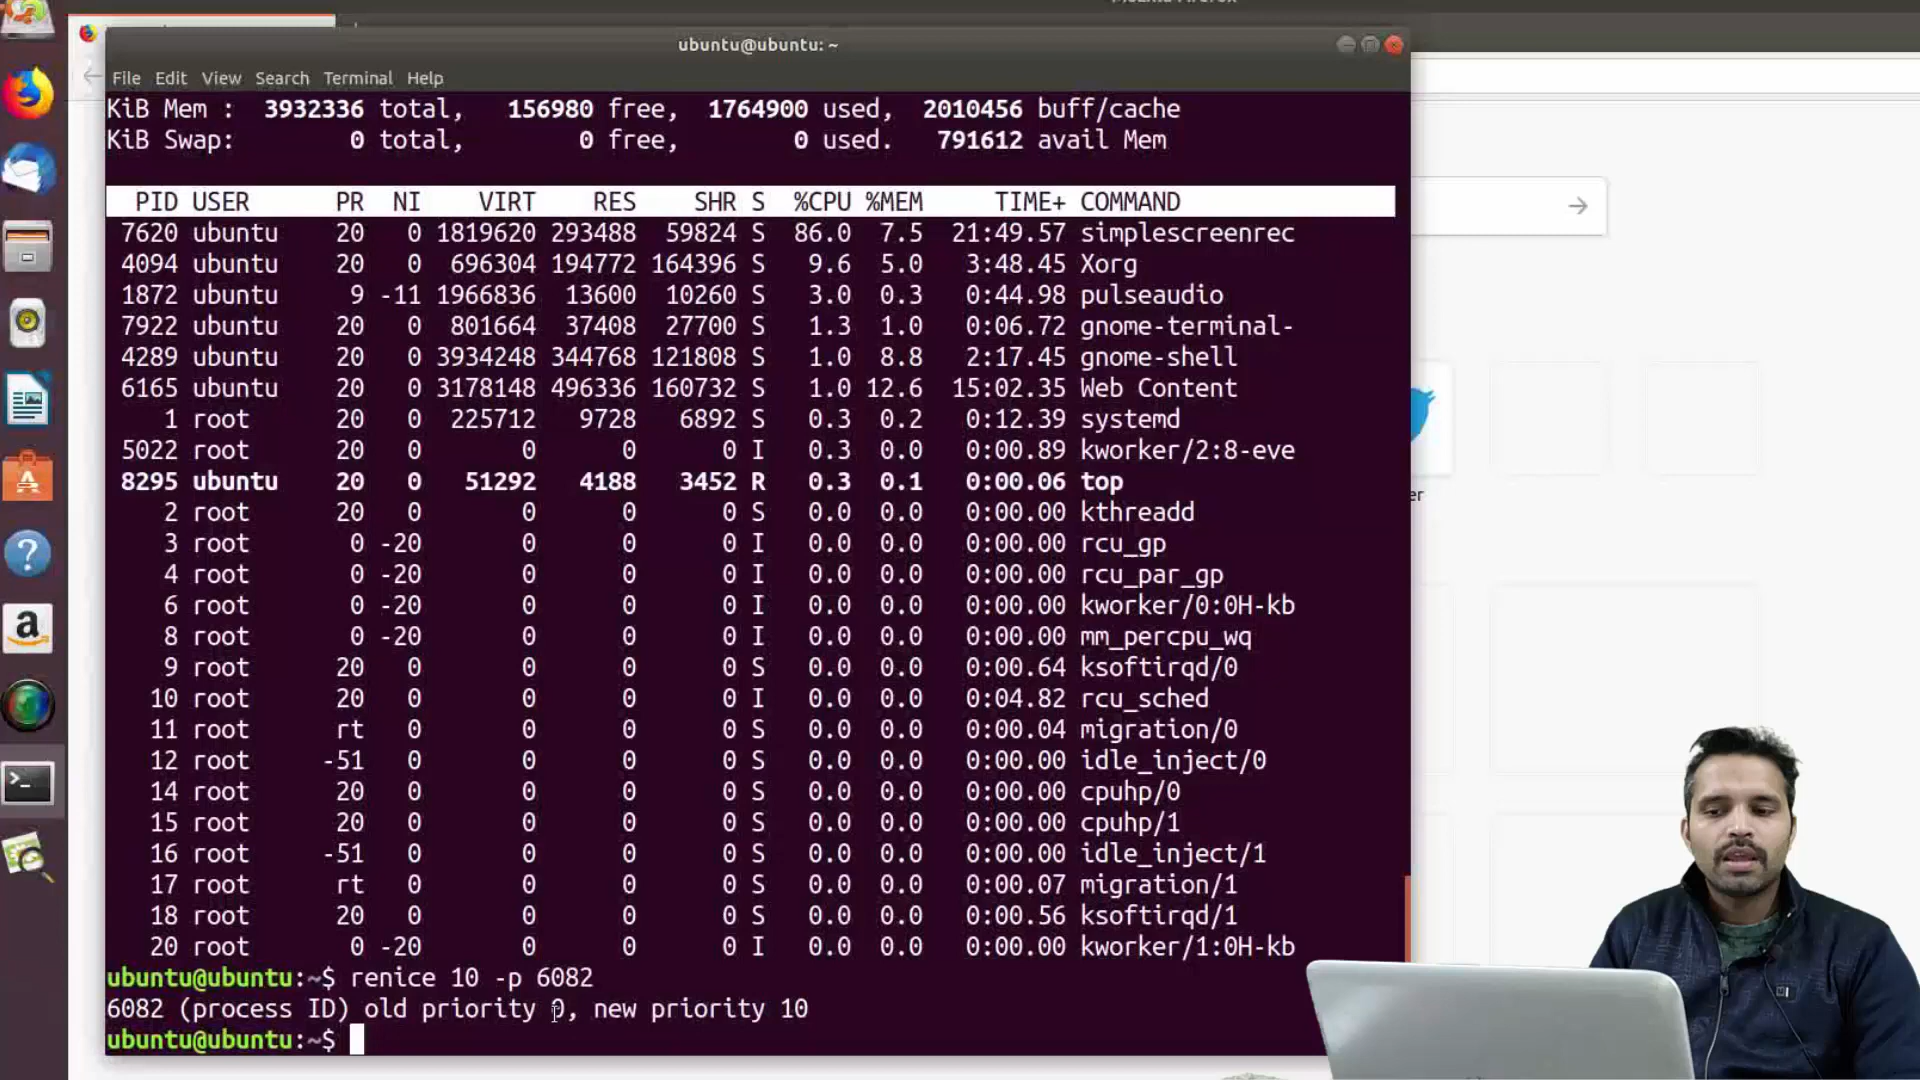 ubuntu@ubuntu: ~
File Edit View Search Terminal Help
KiB Mem : 3932336 total, 156980 free, 1764900 used, 2010456 buff/cache
KiB Swap: 0 total, 0 free, 0 used. 791612 avail Mem
PID USER PR NI VIRT RES SHR S %CPU %MEM TIME+ COMMAND
7620 ubuntu 20 0 1819620 293488 59824 S 86.0 7.5 21:49.57 simplescreenrec
4094 ubuntu 20 0 696304 194772 164396 S 9.6 5.0 3:48.45 Xorg
1872 ubuntu 9 -11 1966836 13600 10260 S 3.0 0.3 0:44.98 pulseaudio
7922 ubuntu 20 0 801664 37408 27700 S 1.3 1.0 0:06.72 gnome-terminal-
4289 ubuntu 20 0 3934248 344768 121808 S 1.0 8.8 2:17.45 gnome-shell
6165 ubuntu 20 0 3178148 496336 160732 S 1.0 12.6 15:02.35 Web Content
1 root 20 0 225712 9728 6892 S 0.3 0.2 0:12.39 systemd
5022 root 20 0 0 0 0 I 0.3 0.0 0:00.89 kworker/2:8-eve
8295 ubuntu 20 0 51292 4188 3452 R 0.3 0.1 0:00.06 top
2 root 20 0 0 0 0 S 0.0 0.0 0:00.00 kthreadd
3 root 0 -20 0 0 0 I 0.0 0.0 0:00.00 rcu_gp
4 root 0 -20 0 0 0 I 0.0 0.0 0:00.00 rcu_par_gp
6 root 0 -20 0 0 0 I 0.0 0.0 0:00.00 kworker/0:0H-kb
8 root 0 -20 0 0 0 I 0.0 0.0 0:00.00 mm_percpu_wq
9 root 20 0 0 0 0 S 0.0 0.0 0:00.64 ksoftirqd/0
10 root 20 0 0 0 0 I 0.0 0.0 0:04.82 rcu_sched
11 root rt 0 0 0 0 S 0.0 0.0 0:00.04 migration/0
12 root -51 0 0 0 0 S 0.0 0.0 0:00.00 idle_inject/0
14 root 20 0 0 0 0 S 0.0 0.0 0:00.00 cpuhp/0
15 root 20 0 0 0 0 S 0.0 0.0 0:00.00 cpuhp/1
16 root -51 0 0 0 0 S 0.0 0.0 0:00.00 idle_inject/1
17 root rt 0 0 0 0 S 0.0 0.0 0:00.07 migration/1
18 root 20 0 0 0 0 S 0.0 0.0 0:00.56 ksoftirqd/1
20 root 0 -20 0 0 0 I 0.0 0.0 0:00.00 kworker/1:0H-kb
ubuntu@ubuntu:~$ renice 10 -p 6082
6082 (process ID) old priority 0, new priority 10
ubuntu@ubuntu:~$